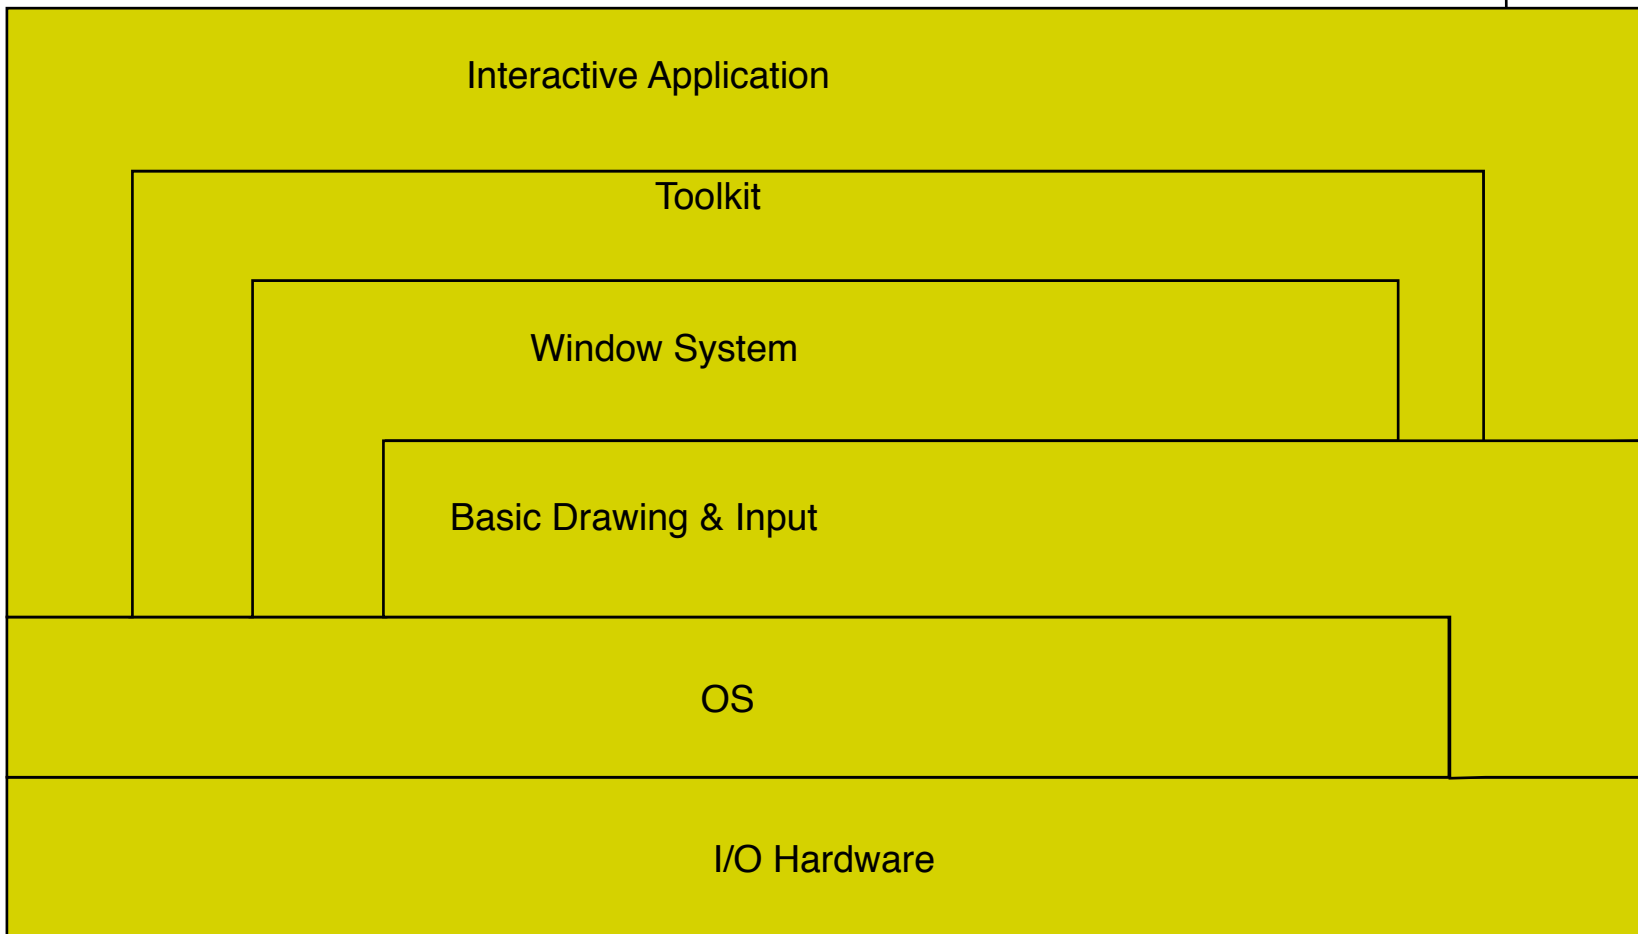 Interactive Application
Toolkit
Window System
Basic Drawing & Input
OS
I/O Hardware